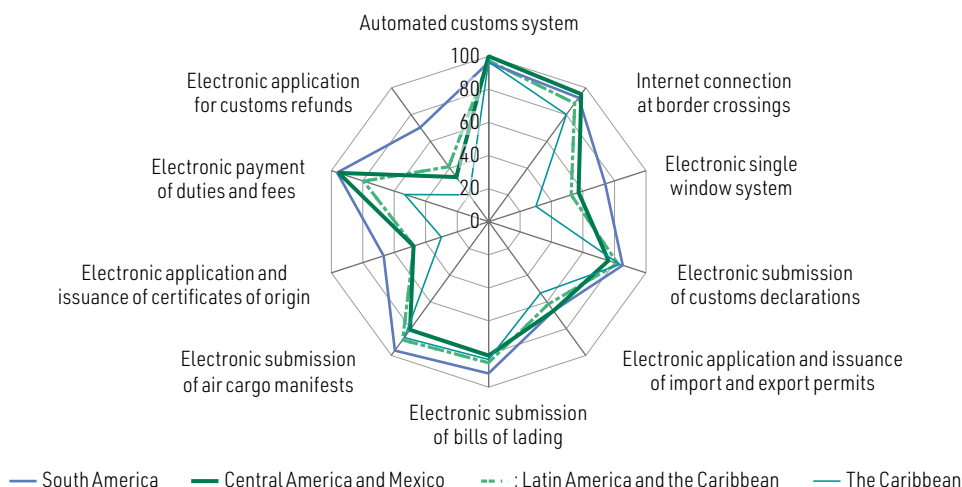 Automated customs system
100
80
60
40
20
0
Internet connection
at border crossings
Electronic single
window system
Electronic submission
of customs declarations
Electronic application and issuance
of import and export permits
Electronic submission
of bills of lading
Electronic submission
of air cargo manifests
Electronic application and
issuance of certificates of origin
Electronic payment
of duties and fees
Electronic application
for customs refunds
South America Central America and Mexico : Latin America and the Caribbean The Caribbean